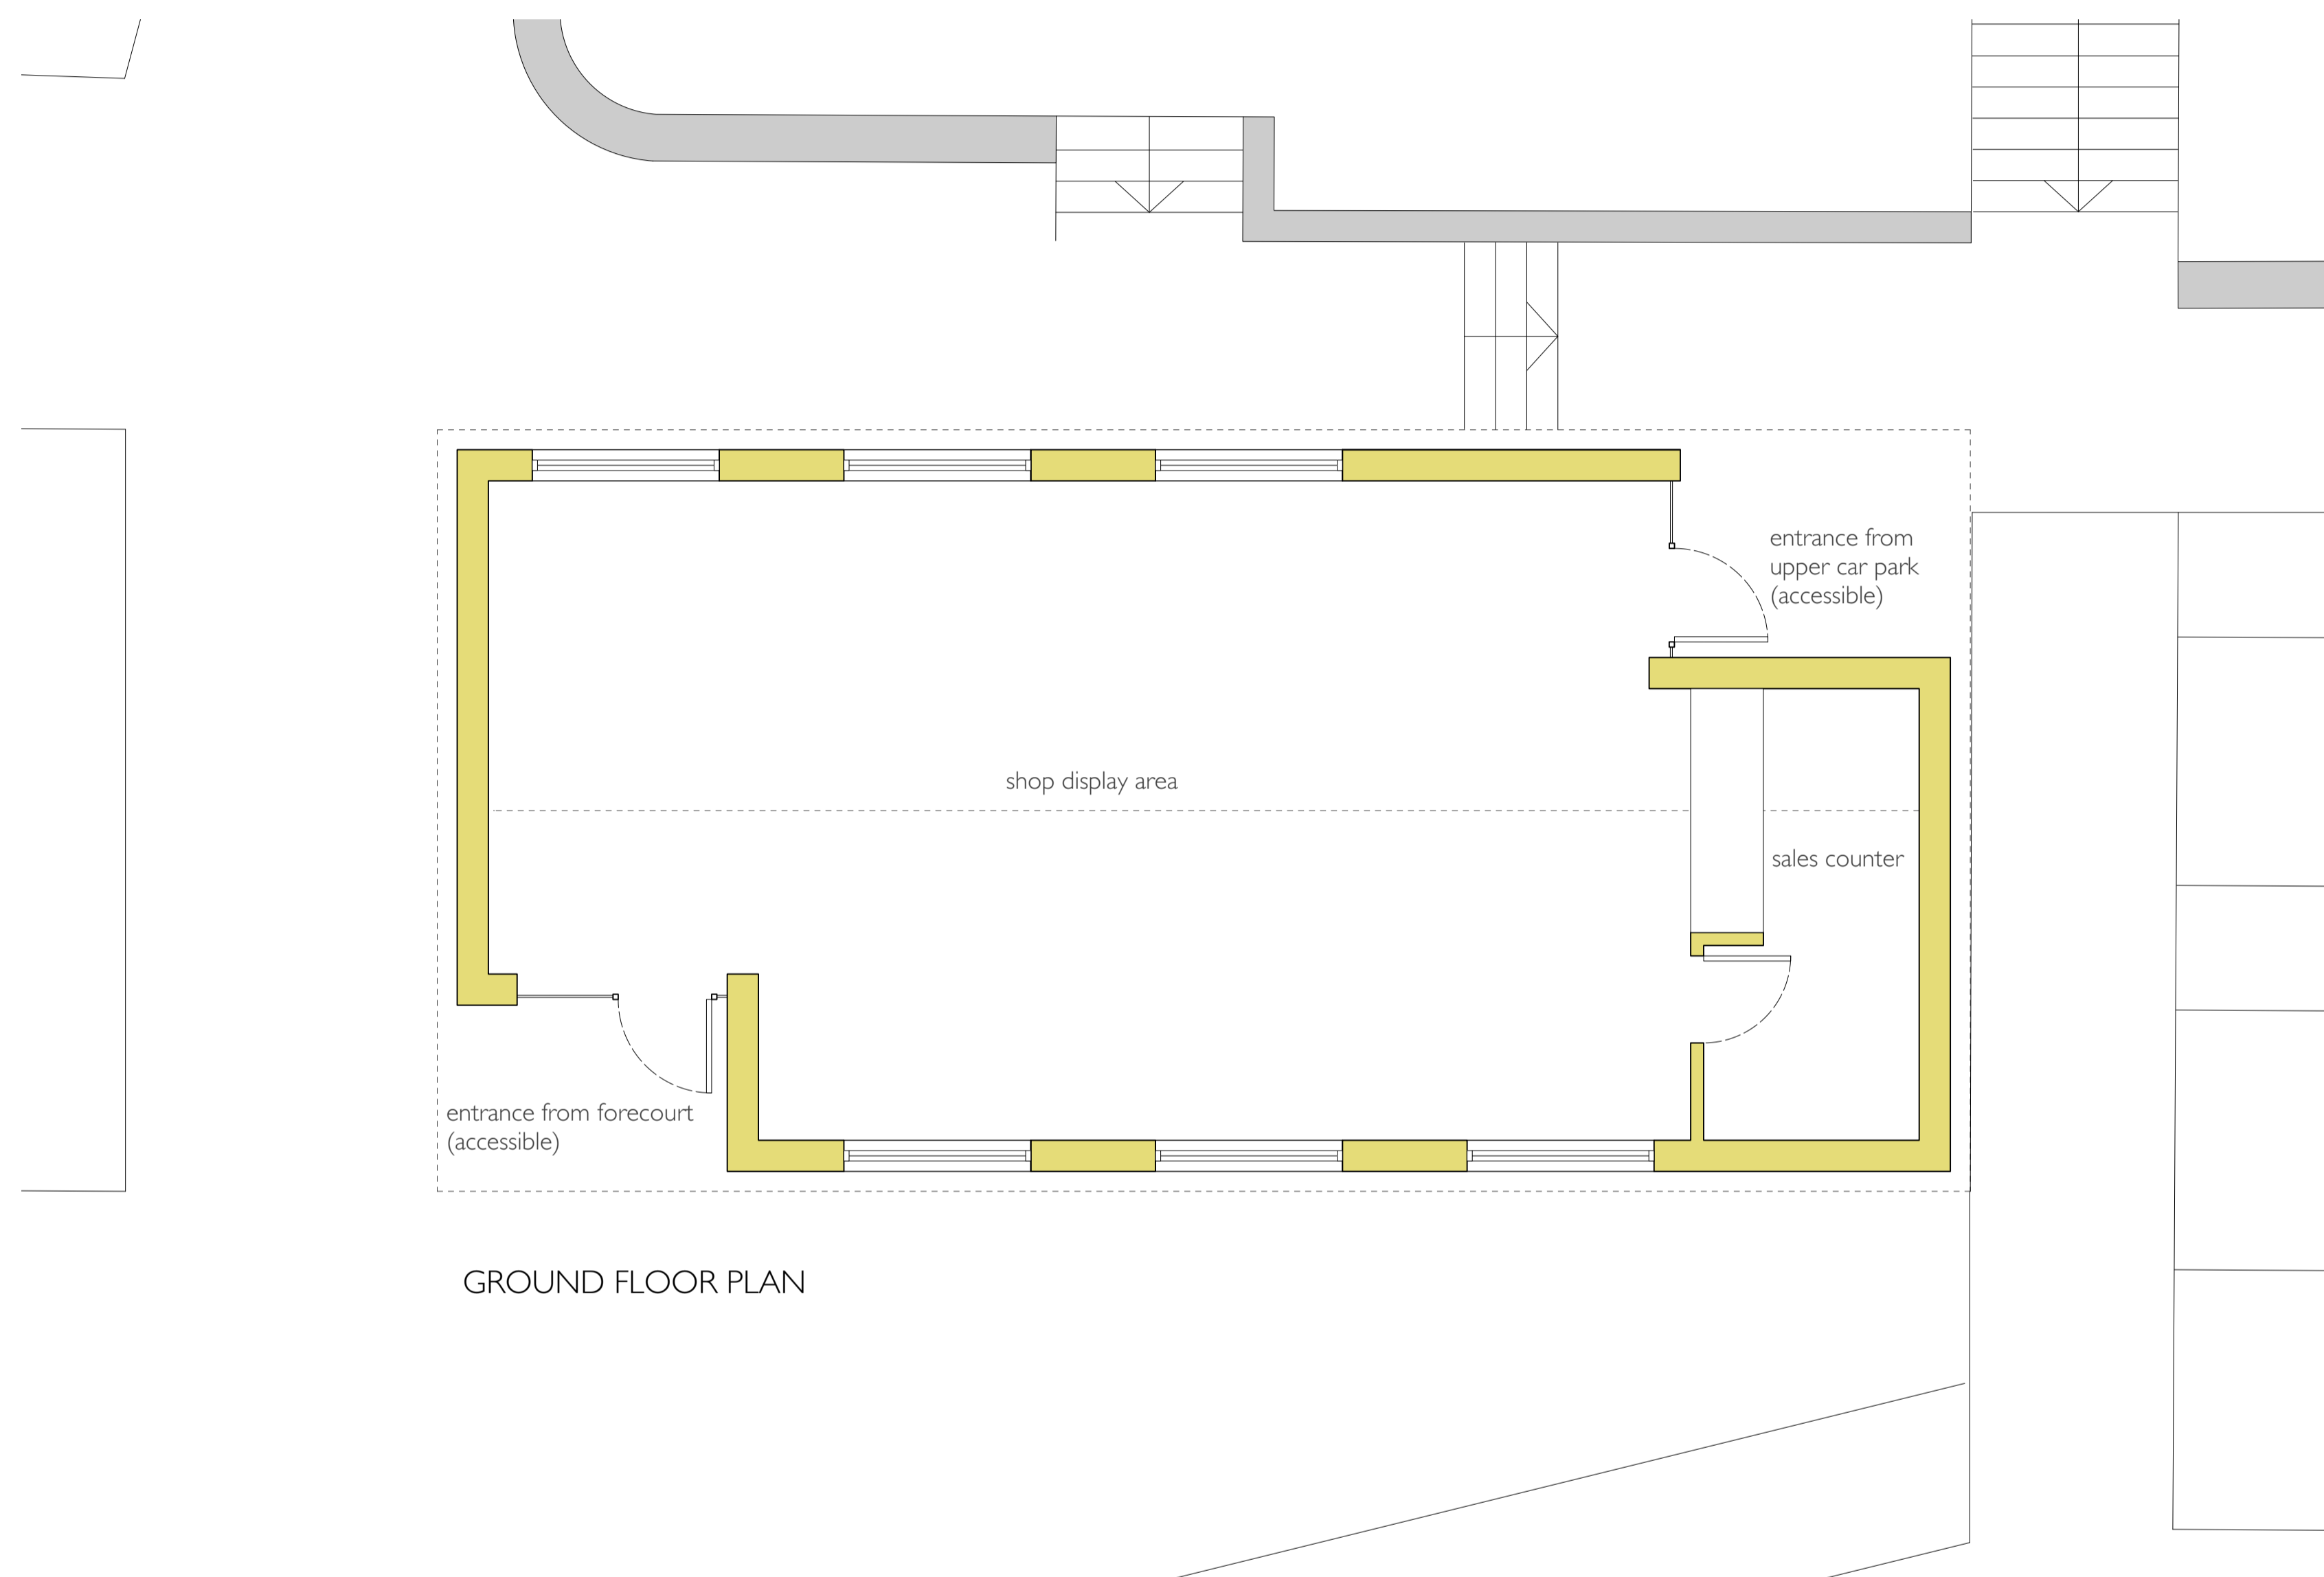 entrance from
upper car park
(accessible)
shop display area
sales counter
entrance from forecourt
(accessible)
GROUND FLOOR PLAN